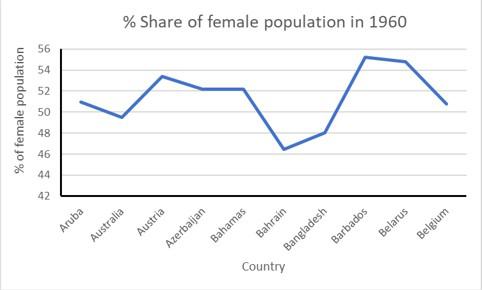 % Share of female population in 1960
% of female population
56
54
52
50
48
46
44
42
Aruba
Australia
Austria
Azerbaijan
Bahamas
Bahrain
Bangladesh
Barbados
Belarus
Belgium
Country